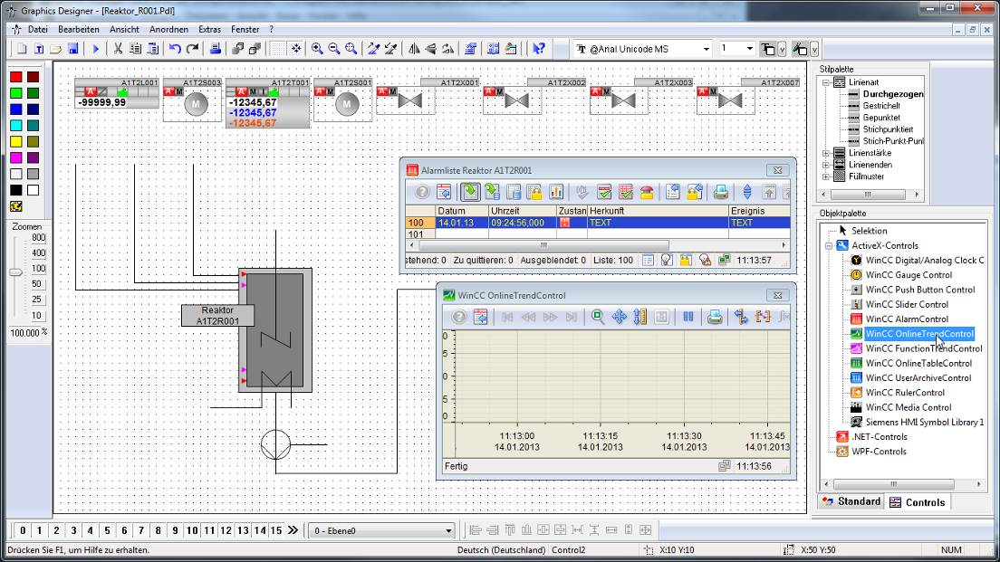 Graphics Designer - [Reaktor_R001.Pdl]
Datei Bearbeiten Ansicht Anordnen Extras Fenster ?
@Arial Unicode MS 1
Zoomen
800
400
100
50
25
10
100.000 %
A1T2L001
-99999,99
A1T2S003
M
A1T2T001
-12345,67
-12345,67
-12345,67
A1T2S001
M
A1T2X001
A1T2X002
A1T2X003
A1T2X007
Reaktor
A1T2R001
Alarmliste Reaktor A1T2R001
Datum Uhrzeit Zustan Herkunft Ereignis
100 14.01.13 09:24:56,000 TEXT TEXT
101
stehend: 0 Zu quittieren: 0 Ausgeblendet: 0 Liste: 100 11:13:57
WinCC OnlineTrendControl
0
5
0
5
0
11:13:00 11:13:15 11:13:30 11:13:45
14.01.2013 14.01.2013 14.01.2013 14.01.2013
Fertig 11:13:56
Stilpalette
Linienart
Durchgezogen
Gestrichelt
Gepunktet
Strichpunktiert
Strich-Punkt-Punl
Linienstärke
Linienenden
Füllmuster
Objektpalette
Selektion
ActiveX-Controls
WinCC Digital/Analog Clock C
WinCC Gauge Control
WinCC Push Button Control
WinCC Slider Control
WinCC AlarmControl
WinCC OnlineTrendControl
WinCC FunctionTrendControl
WinCC OnlineTableControl
WinCC UserArchiveControl
WinCC RulerControl
WinCC Media Control
Siemens HMI Symbol Library 1
.NET-Controls
WPF-Controls
Standard Controls
0 1 2 3 4 5 6 7 8 9 10 11 12 13 14 15 0 - Ebene0
Drücken Sie F1, um Hilfe zu erhalten. Deutsch (Deutschland) Control2 X:10 Y:10 X:50 Y:50 NUM